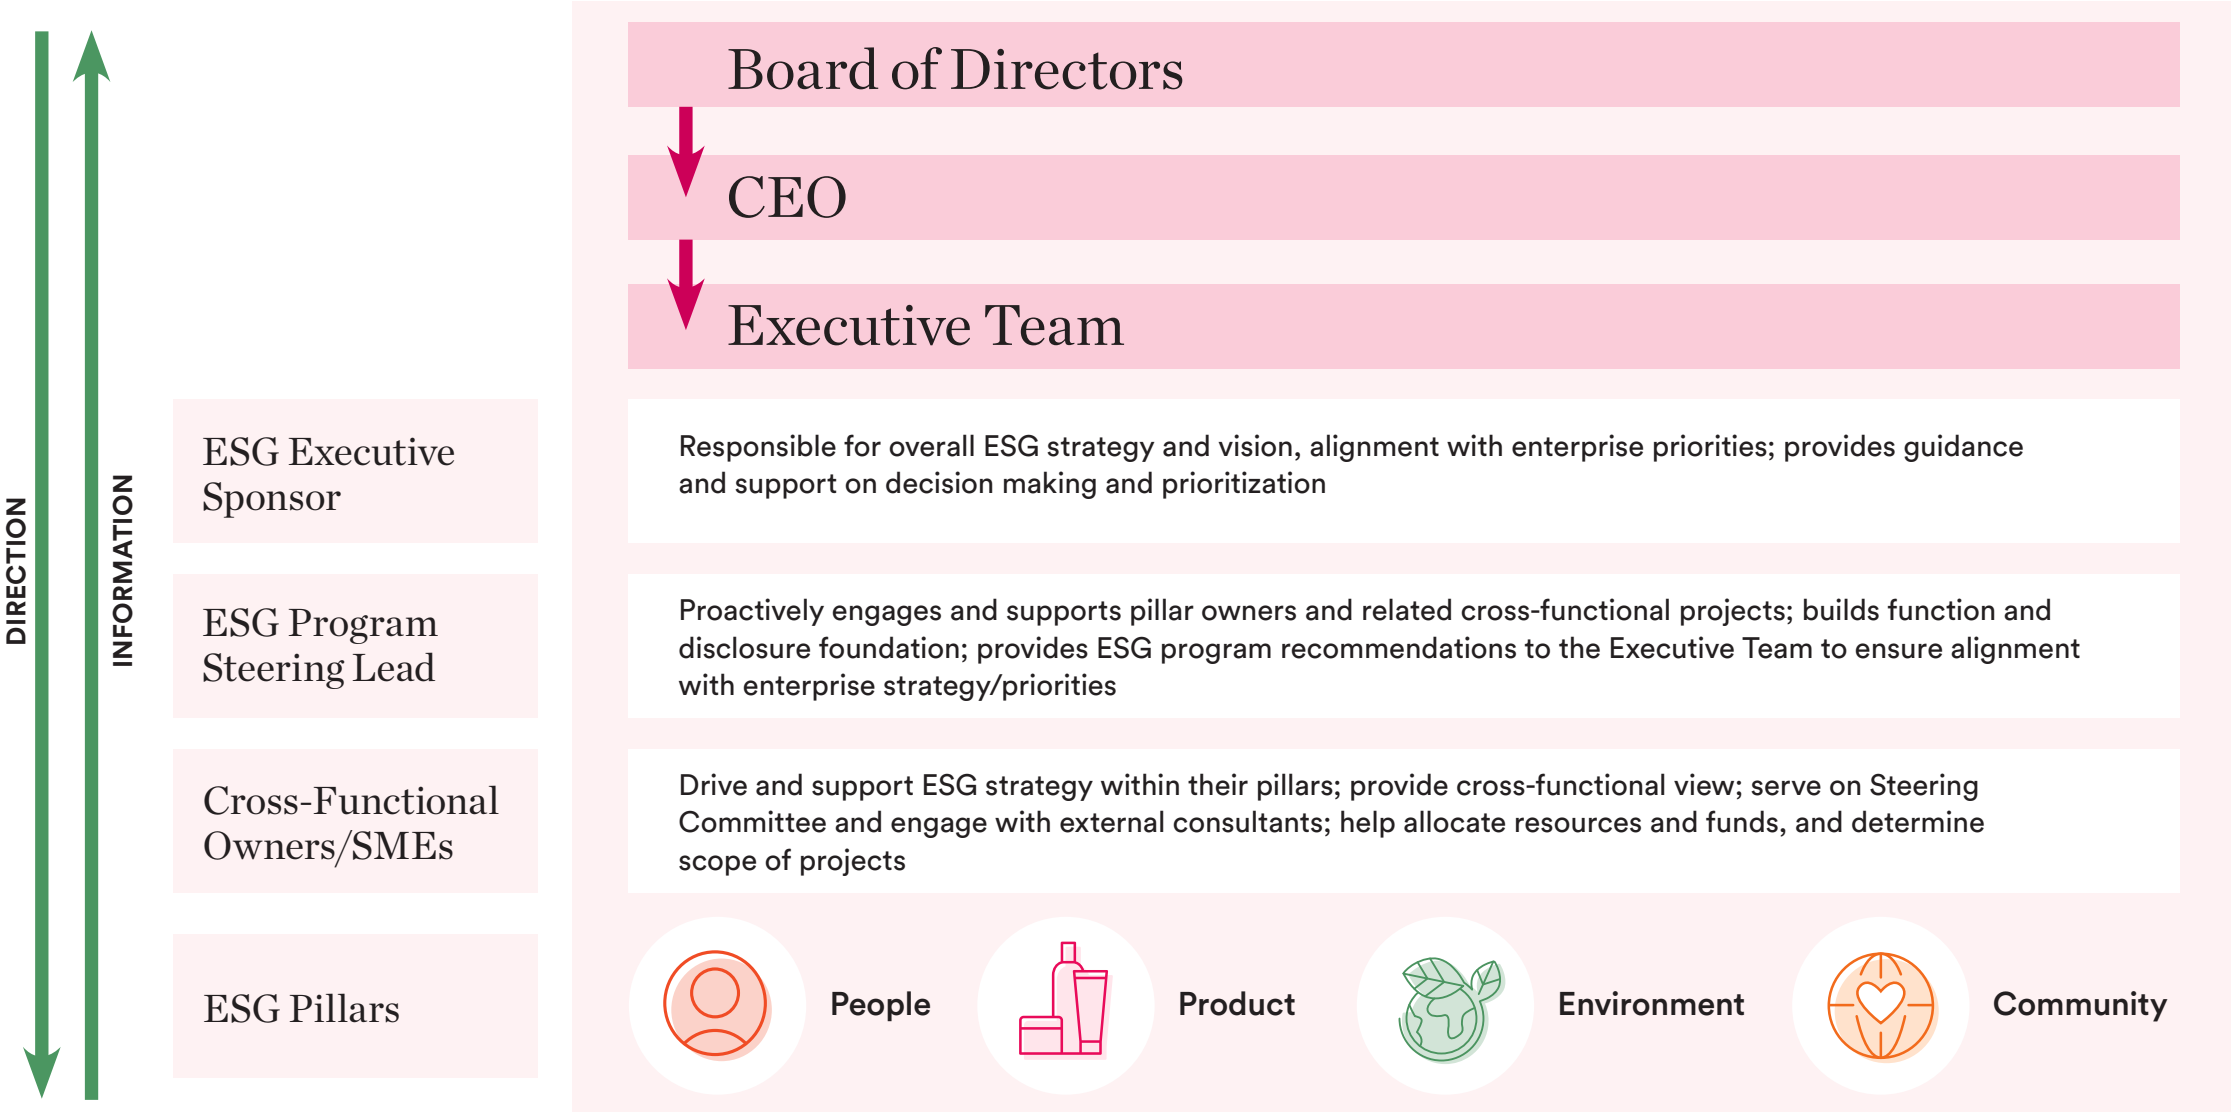 Board of Directors
CEO
Executive Team
DIRECTION
INFORMATION
ESG Executive
Sponsor
Responsible for overall ESG strategy and vision, alignment with enterprise priorities; provides guidance
and support on decision making and prioritization
ESG Program
Steering Lead
Proactively engages and supports pillar owners and related cross-functional projects; builds function and
disclosure foundation; provides ESG program recommendations to the Executive Team to ensure alignment
with enterprise strategy/priorities
Cross-Functional
Owners/SMEs
Drive and support ESG strategy within their pillars; provide cross-functional view; serve on Steering
Committee and engage with external consultants; help allocate resources and funds, and determine
scope of projects
ESG Pillars
People
Product
Environment
Community